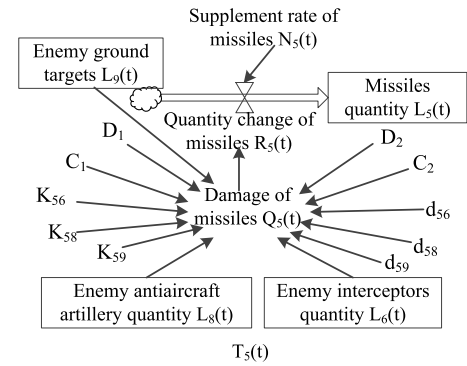 Supplement rate of
missiles N5(t)
Enemy ground
targets L9(t)
Missiles
quantity L5(t)
Quantity change of
missiles R5(t)
D1
D2
C1
C2
K56
Damage of
missiles Q5(t)
d56
K58
d58
K59
d59
Enemy antiaircraft
artillery quantity L8(t)
Enemy interceptors
quantity L6(t)
T5(t)